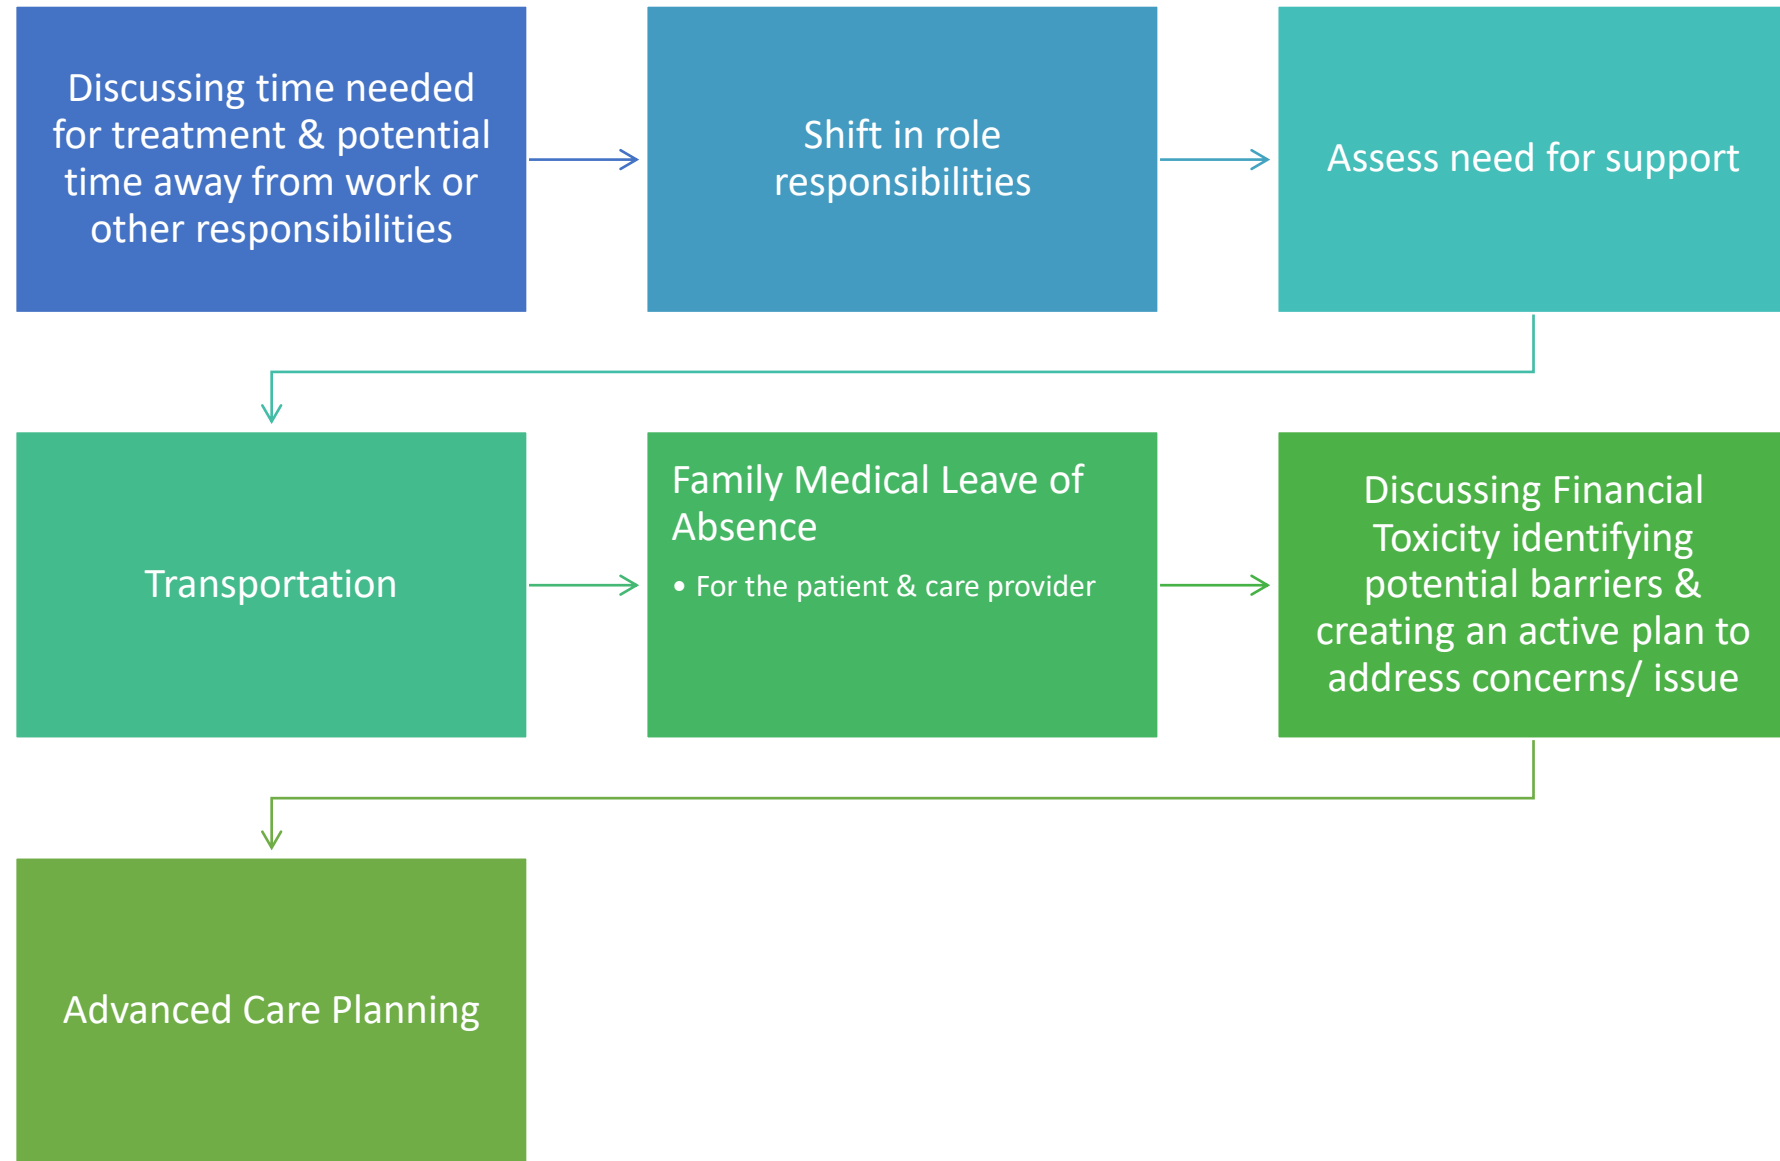 Discussing time needed
for treatment & potential
time away from work or
other responsibilities
Shift in role
responsibilities
Assess need for support
Transportation
Family Medical Leave of
Absence
• For the patient & care provider
Discussing Financial
Toxicity identifying
potential barriers &
creating an active plan to
address concerns/ issue
Advanced Care Planning